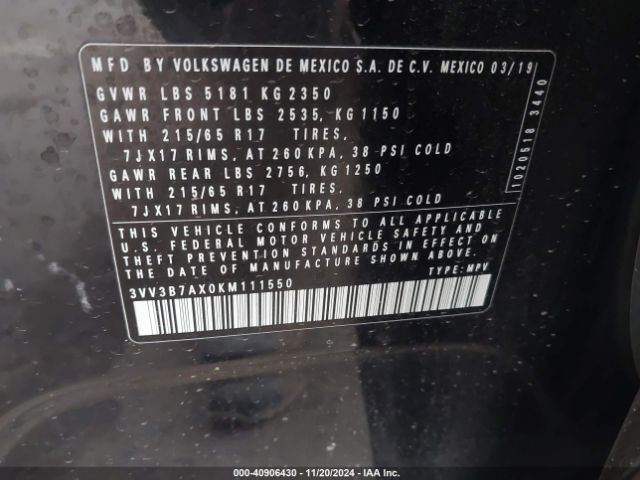 MFD BY VOLKSWAGEN DE MEXICO S.A. DE C.V. MEXICO 03/19
GVWR LBS 5181 KG 2350
GAWR FRONT LBS 2535, KG 1150
WITH 215/65 R17 TIRES,
7JX17 RIMS, AT 260 KPA, 38 PSI COLD
GAWR REAR LBS 2756, KG 1250
WITH 215/65 R17 TIRES,
7JX17 RIMS, AT 260 KPA, 38 PSI COLD
THIS VEHICLE CONFORMS TO ALL APPLICABLE
U.S. FEDERAL MOTOR VEHICLE SAFETY AND
THEFT PREVENTION STANDARDS IN EFFECT ON
THE DATE OF MANUFACTURE SHOWN ABOVE.
3VV3B7AX0KM111550 TYPE: MPV
1020518 3440
000-40906430 - 11/20/2024 - IAA Inc.